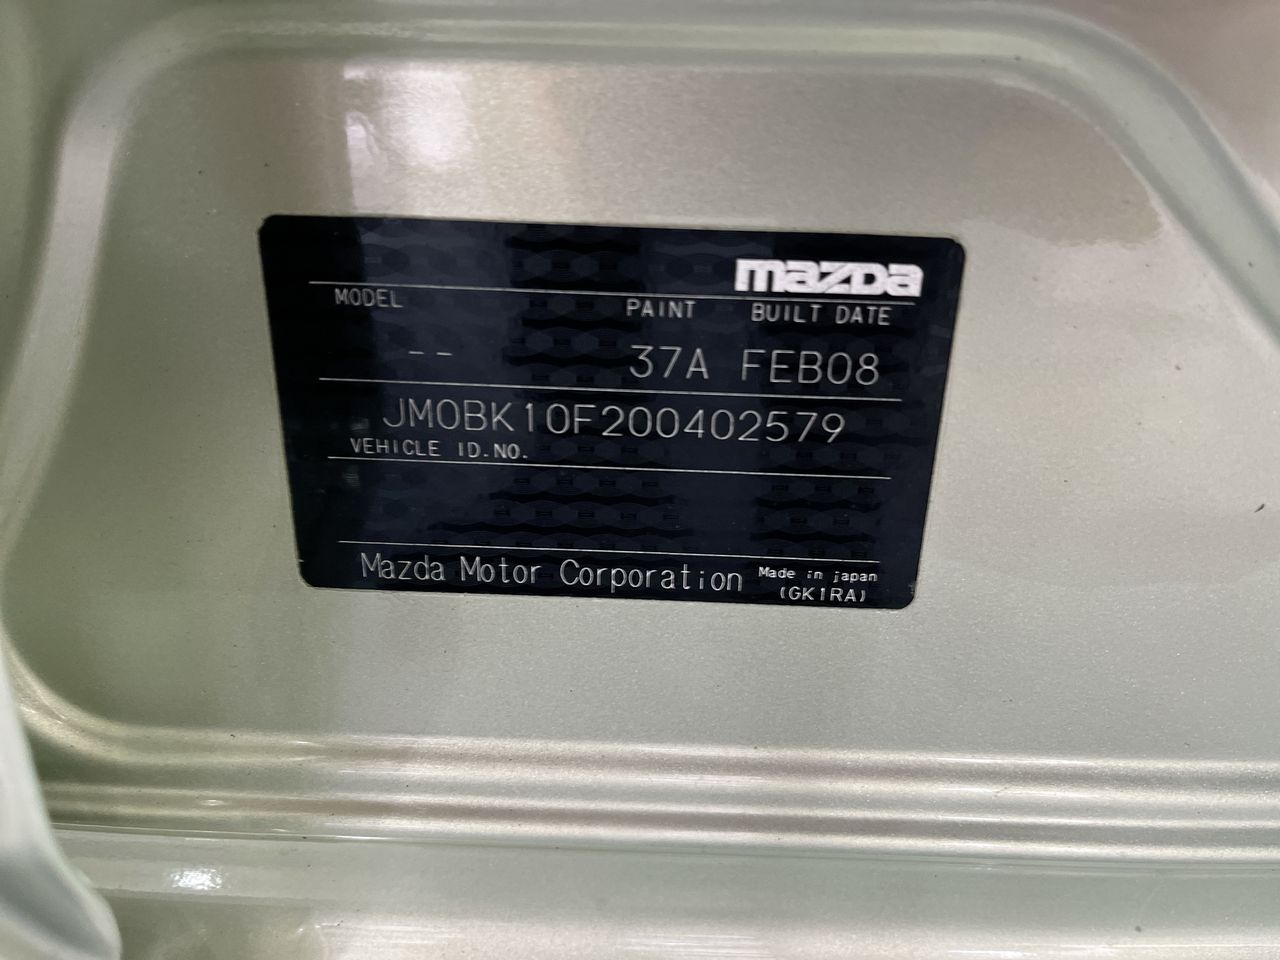 mazda
MODEL PAINT BUILT DATE
-- 37A FEB08
JM0BK10F200402579
VEHICLE ID.NO.
Mazda Motor Corporation Made in japan
(GK1RA)